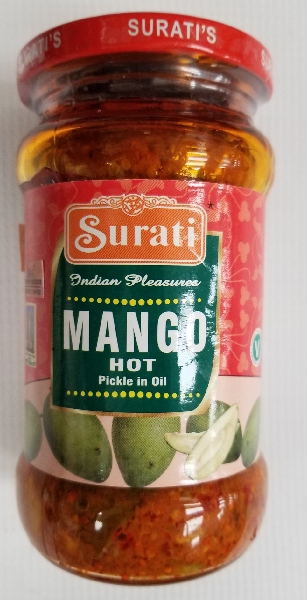 SURATI'S
Surati
Indian Pleasures
MANGO
HOT
Pickle in Oil